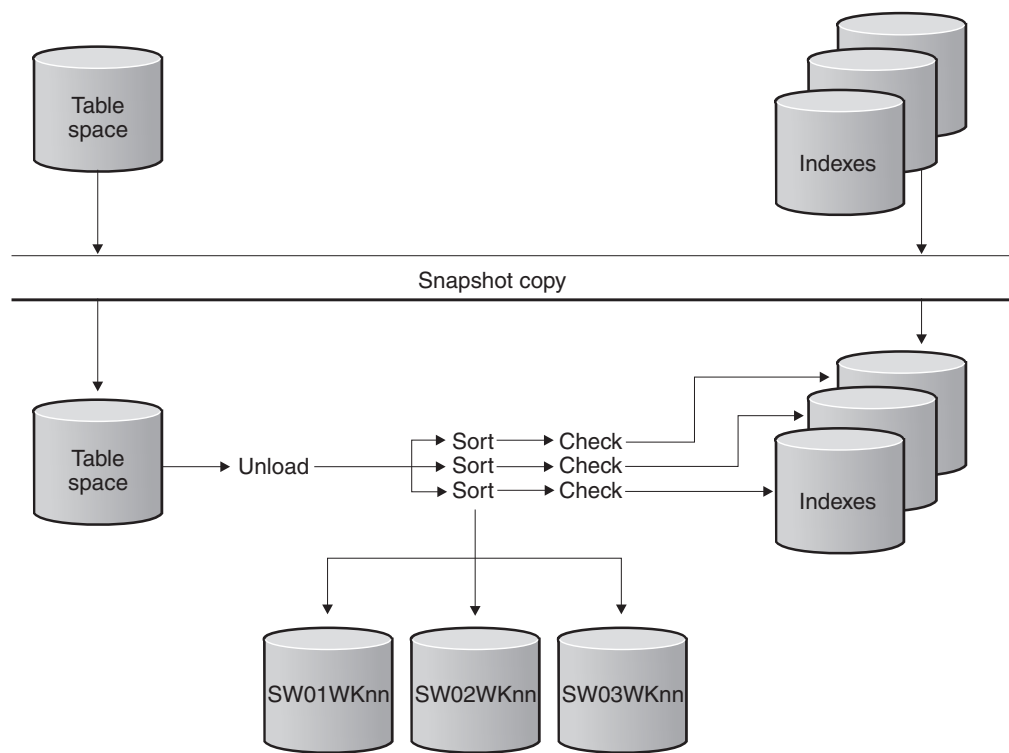 Table
space
Indexes
Snapshot copy
Table
space
Unload
Sort
Check
Sort
Check
Sort
Check
Indexes
SW01WKnn
SW02WKnn
SW03WKnn